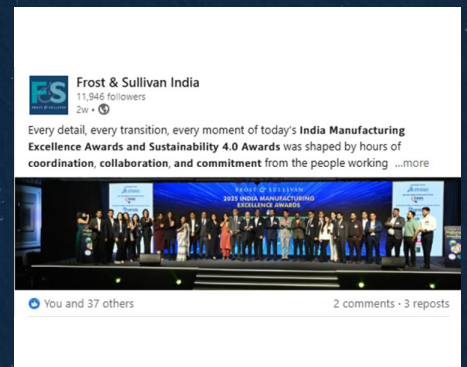 F&S
FROST & SULLIVAN
Frost & Sullivan India
11,946 followers
2w •
Every detail, every transition, every moment of today's India Manufacturing
Excellence Awards and Sustainability 4.0 Awards was shaped by hours of
coordination, collaboration, and commitment from the people working ...more
FROST & SULLIVAN
2025 INDIA MANUFACTURING
EXCELLENCE AWARDS
You and 37 others
2 comments · 3 reposts